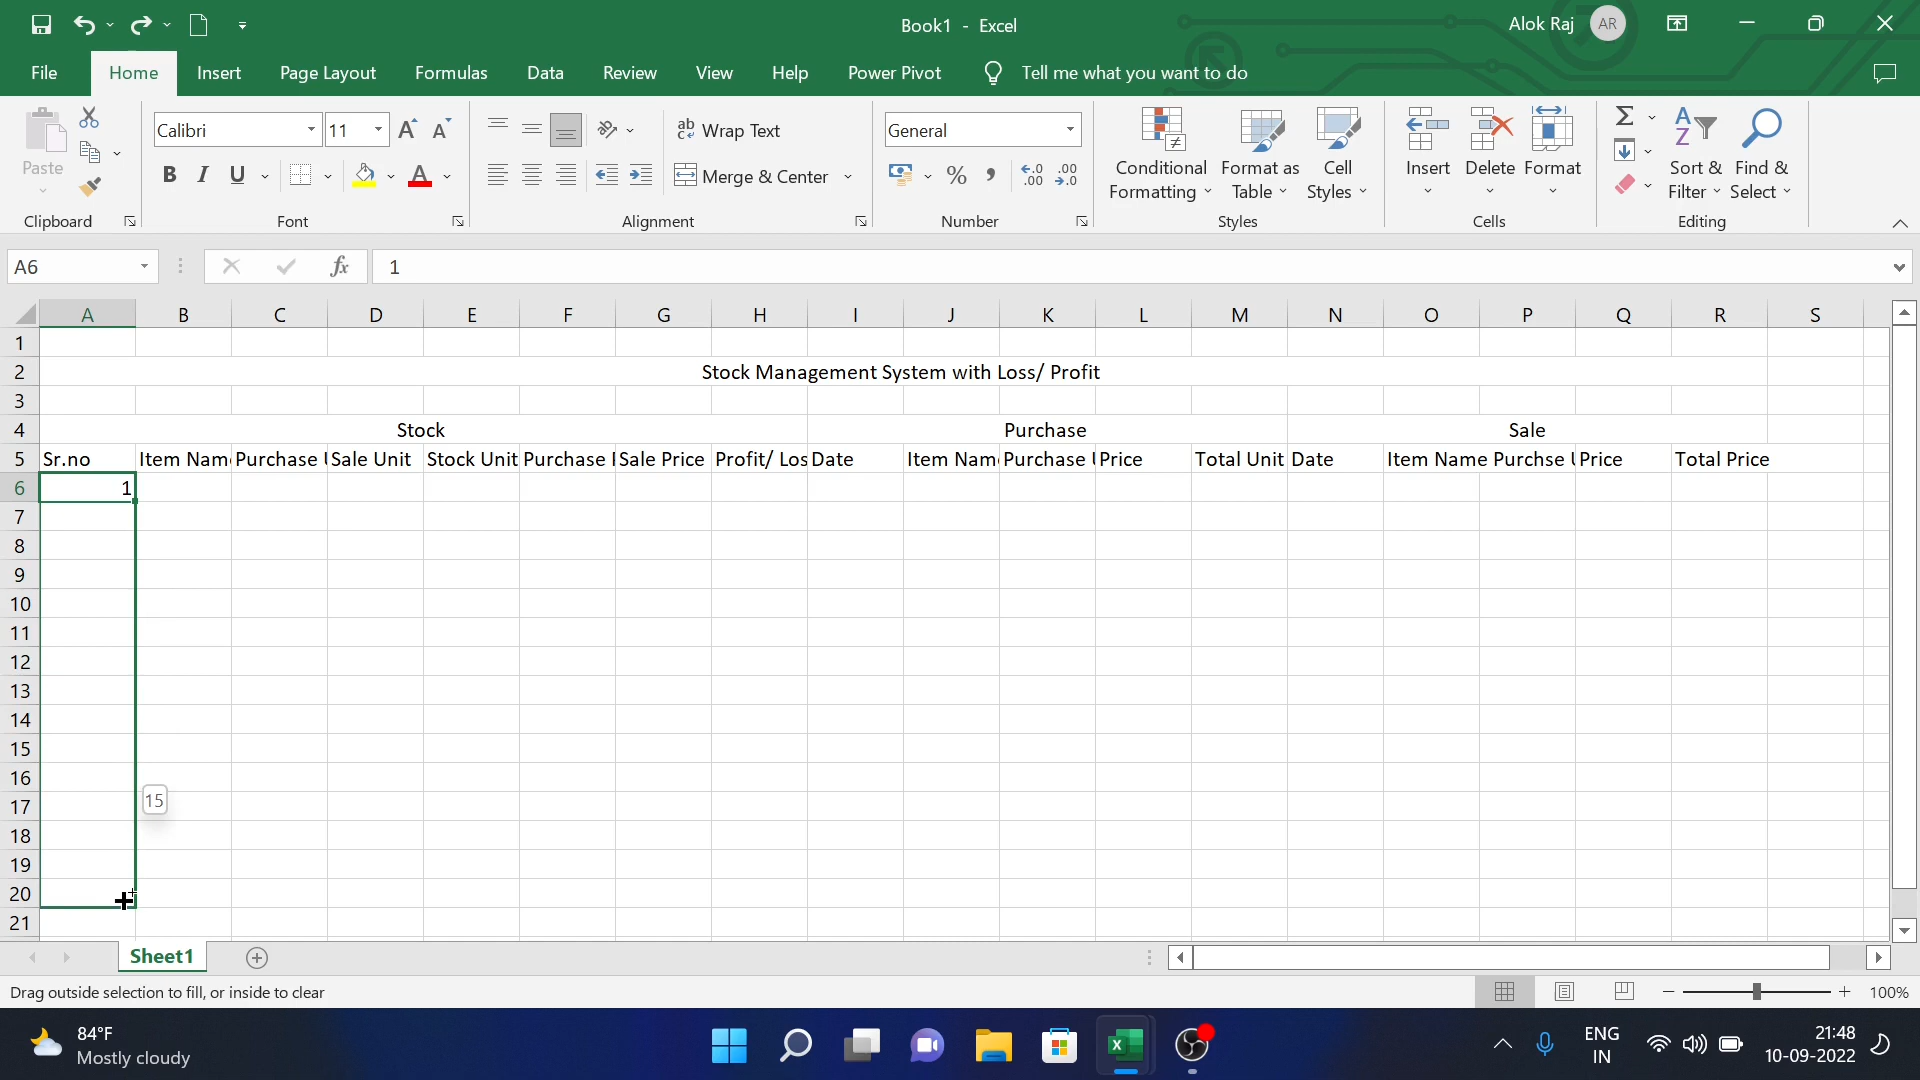 Book1 - Excel
Alok Raj AR
File Home Insert Page Layout Formulas Data Review View Help Power Pivot Tell me what you want to do
Paste
Clipboard
Calibri 11 A A
B I U A
Font
ab Wrap Text
Merge & Center
Alignment
General
% , .0 .00 .00 .0
Number
Conditional Formatting
Format as Table
Cell Styles
Styles
Insert
Delete
Format
Cells
Sort & Filter
Find & Select
Editing
A6 fx 1
A B C D E F G H I J K L M N O P Q R S
1
2 Stock Management System with Loss/ Profit
3
4 Stock Purchase Sale
5 Sr.no Item Nam Purchase U Sale Unit Stock Unit Purchase P Sale Price Profit/ Los Date Item Nam Purchase U Price Total Unit Date Item Name Purchse U Price Total Price
6 1
7
8
9
10
11
12
13
14
15
16
17
18
19
20
21
15
Sheet1
Drag outside selection to fill, or inside to clear
100%
84°F
Mostly cloudy
ENG
IN
21:48
10-09-2022